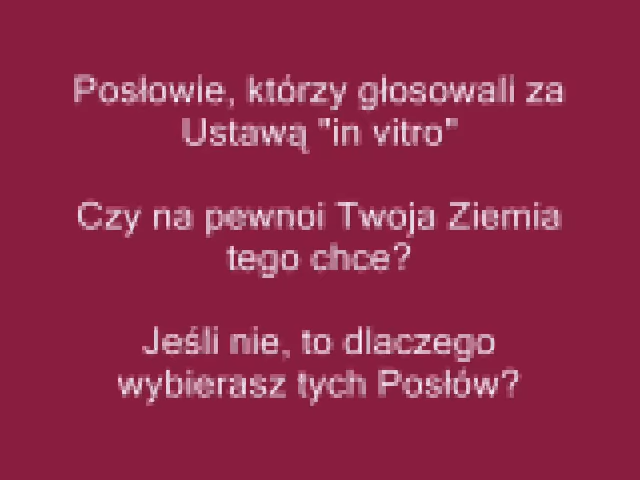 Posłowie, którzy głosowali za
Ustawą "in vitro"
Czy na pewnoi Twoja Ziemia
tego chce?
Jeśli nie, to dlaczego
wybierasz tych Posłów?